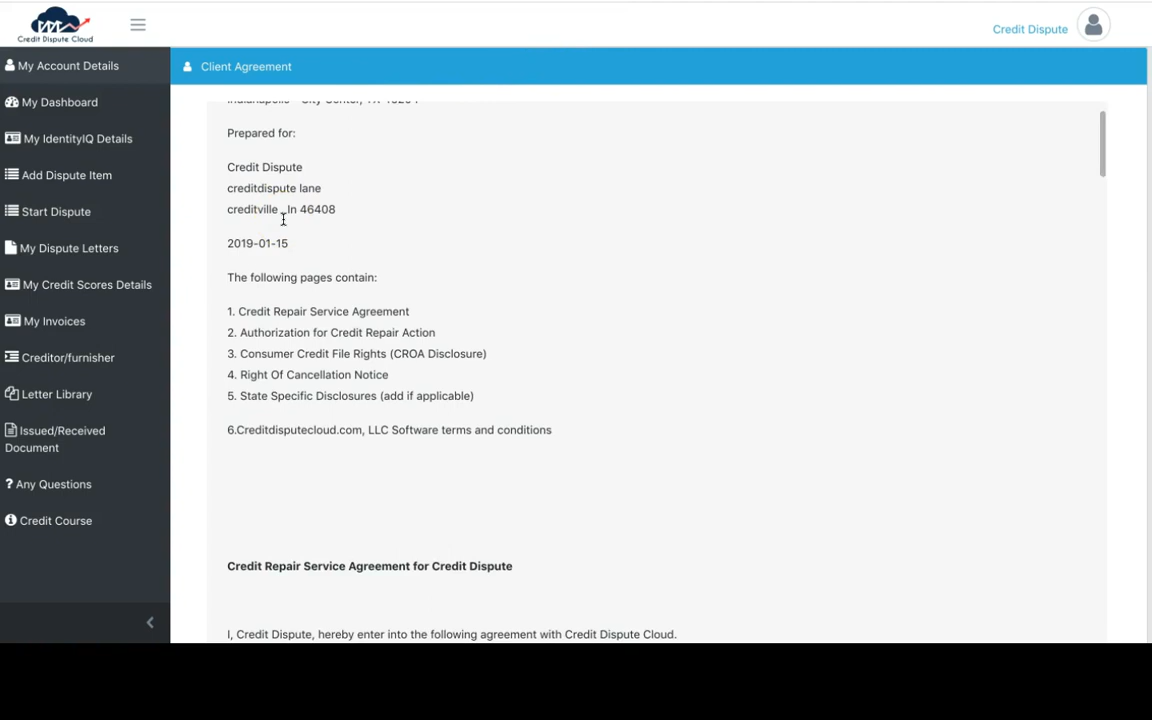 Credit Dispute Cloud
Credit Dispute
My Account Details
My Dashboard
My IdentityIQ Details
Add Dispute Item
Start Dispute
My Dispute Letters
My Credit Scores Details
My Invoices
Creditor/furnisher
Letter Library
Issued/Received
Document
? Any Questions
Credit Course
Client Agreement
Prepared for:
Credit Dispute
creditdispute lane
creditville , In 46408
2019-01-15
The following pages contain:
1. Credit Repair Service Agreement
2. Authorization for Credit Repair Action
3. Consumer Credit File Rights (CROA Disclosure)
4. Right Of Cancellation Notice
5. State Specific Disclosures (add if applicable)
6.Creditdisputecloud.com, LLC Software terms and conditions
Credit Repair Service Agreement for Credit Dispute
I, Credit Dispute, hereby enter into the following agreement with Credit Dispute Cloud.